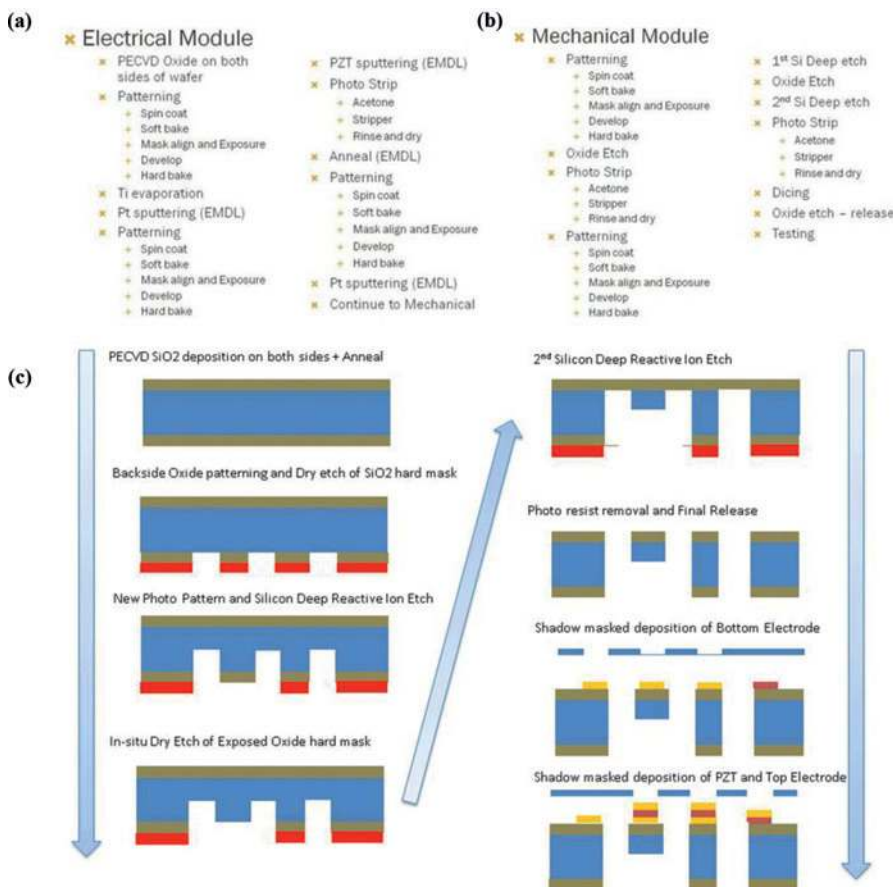 (a)
Electrical Module
PECVD Oxide on both
sides of wafer
Patterning
Spin coat
Soft bake
Mask align and Exposure
Develop
Hard bake
Ti evaporation
Pt sputtering (EMDL)
Patterning
Spin coat
Soft bake
Mask align and Exposure
Develop
Hard bake
PZT sputtering (EMDL)
Photo Strip
Acetone
Stripper
Rinse and dry
Anneal (EMDL)
Patterning
Spin coat
Soft bake
Mask align and Exposure
Develop
Hard bake
Pt sputtering (EMDL)
Continue to Mechanical
(b)
Mechanical Module
Patterning
Spin coat
Soft bake
Mask align and Exposure
Develop
Hard bake
Oxide Etch
Photo Strip
Acetone
Stripper
Rinse and dry
Patterning
Spin coat
Soft bake
Mask align and Exposure
Develop
Hard bake
1st Si Deep etch
Oxide Etch
2nd Si Deep etch
Photo Strip
Acetone
Stripper
Rinse and dry
Dicing
Oxide etch – release
Testing
(c)
PECVD SiO2 deposition on both sides + Anneal
Backside Oxide patterning and Dry etch of SiO2 hard mask
New Photo Pattern and Silicon Deep Reactive Ion Etch
In-situ Dry Etch of Exposed Oxide hard mask
2nd Silicon Deep Reactive Ion Etch
Photo resist removal and Final Release
Shadow masked deposition of Bottom Electrode
Shadow masked deposition of PZT and Top Electrode